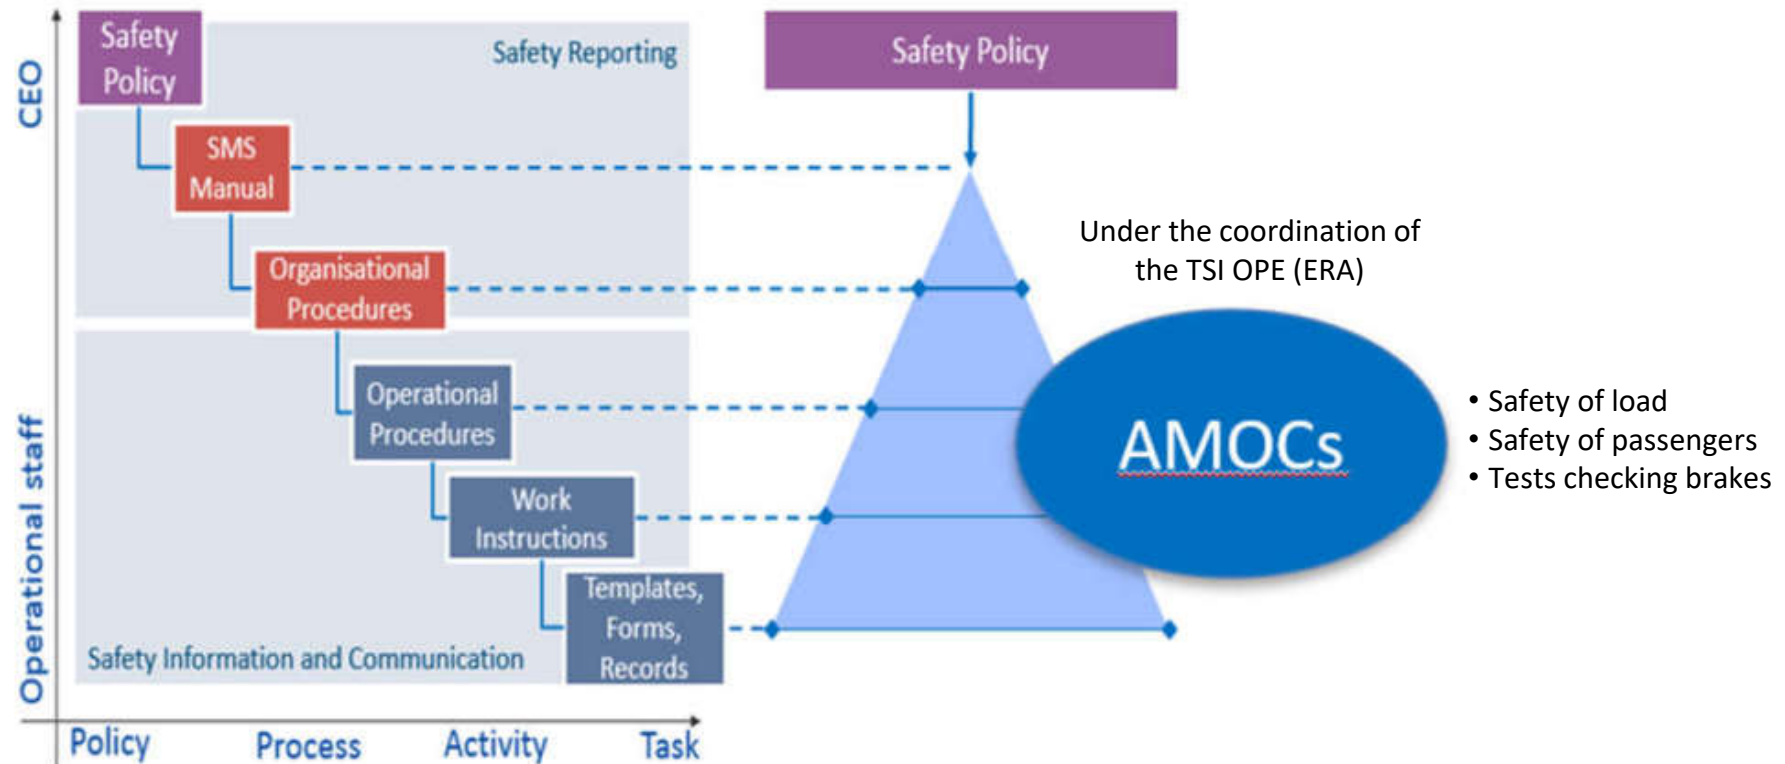 CEO
Operational staff
Safety
Policy
Safety Reporting
SMS
Manual
Organisational
Procedures
Operational
Procedures
Work
Instructions
Templates,
Forms,
Records
Safety Information and Communication
Policy
Process
Activity
Task
Safety Policy
Under the coordination of
the TSI OPE (ERA)
AMOCs
• Safety of load
• Safety of passengers
• Tests checking brakes